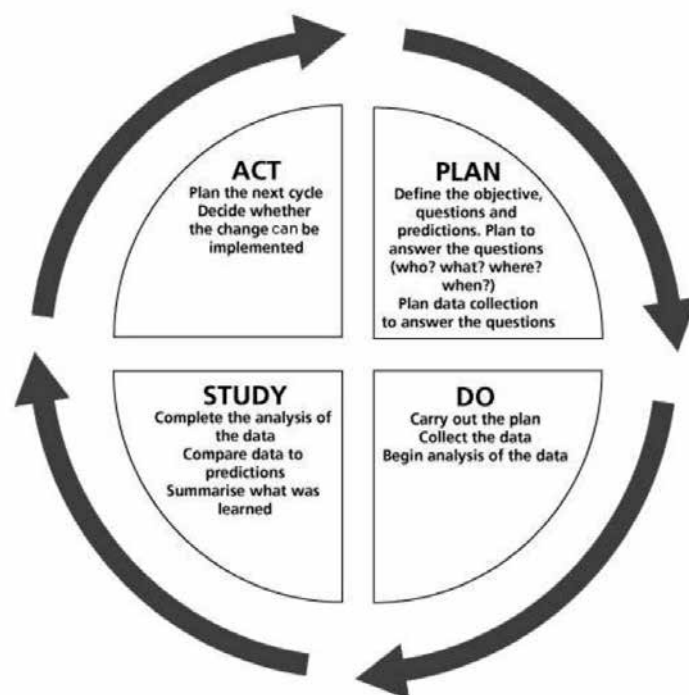 ACT
Plan the next cycle
Decide whether
the change can be
implemented
PLAN
Define the objective,
questions and
predictions. Plan to
answer the questions
(who? what? where?
when?)
Plan data collection
to answer the questions
STUDY
Complete the analysis of
the data
Compare data to
predictions
Summarise what was
learned
DO
Carry out the plan
Collect the data
Begin analysis of the data